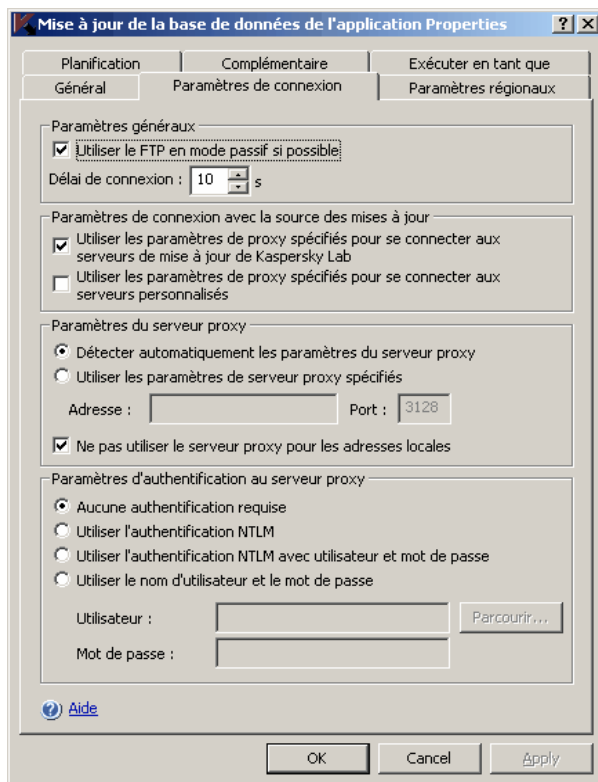 Mise à jour de la base de données de l'application Properties
Planification
Complémentaire
Exécuter en tant que
Général
Paramètres de connexion
Paramètres régionaux
Paramètres généraux
Utiliser le FTP en mode passif si possible
Délai de connexion : 10 s
Paramètres de connexion avec la source des mises à jour
Utiliser les paramètres de proxy spécifiés pour se connecter aux
serveurs de mise à jour de Kaspersky Lab
Utiliser les paramètres de proxy spécifiés pour se connecter aux
serveurs personnalisés
Paramètres du serveur proxy
Détecter automatiquement les paramètres du serveur proxy
Utiliser les paramètres de serveur proxy spécifiés
Adresse : Port : 3128
Ne pas utiliser le serveur proxy pour les adresses locales
Paramètres d'authentification au serveur proxy
Aucune authentification requise
Utiliser l'authentification NTLM
Utiliser l'authentification NTLM avec utilisateur et mot de passe
Utiliser le nom d'utilisateur et le mot de passe
Utilisateur : Parcourir...
Mot de passe :
Aide
OK Cancel Apply